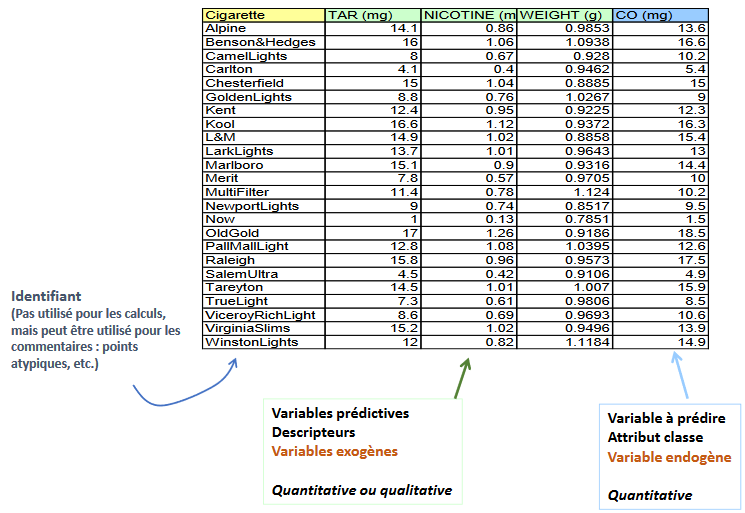 Cigarette TAR (mg) NICOTINE (m WEIGHT (g) CO (mg)
Alpine 14.1 0.86 0.9853 13.6
Benson&Hedges 16 1.06 1.0938 16.6
CamelLights 8 0.67 0.928 10.2
Carlton 4.1 0.4 0.9462 5.4
Chesterfield 15 1.04 0.8885 15
GoldenLights 8.8 0.76 1.0267 9
Kent 12.4 0.95 0.9225 12.3
Kool 16.6 1.12 0.9372 16.3
L&M 14.9 1.02 0.8858 15.4
LarkLights 13.7 1.01 0.9643 13
Marlboro 15.1 0.9 0.9316 14.4
Merit 7.8 0.57 0.9705 10
MultiFilter 11.4 0.78 1.124 10.2
NewportLights 9 0.74 0.8517 9.5
Now 1 0.13 0.7851 1.5
OldGold 17 1.26 0.9186 18.5
PallMallLight 12.8 1.08 1.0395 12.6
Raleigh 15.8 0.96 0.9573 17.5
SalemUltra 4.5 0.42 0.9106 4.9
Tareyton 14.5 1.01 1.007 15.9
TrueLight 7.3 0.61 0.9806 8.5
ViceroyRichLight 8.6 0.69 0.9693 10.6
VirginiaSlims 15.2 1.02 0.9496 13.9
WinstonLights 12 0.82 1.1184 14.9
Identifiant
(Pas utilisé pour les calculs,
mais peut être utilisé pour les
commentaires : points
atypiques, etc.)
Variables prédictives
Descripteurs
Variables exogènes
Quantitative ou qualitative
Variable à prédire
Attribut classe
Variable endogène
Quantitative